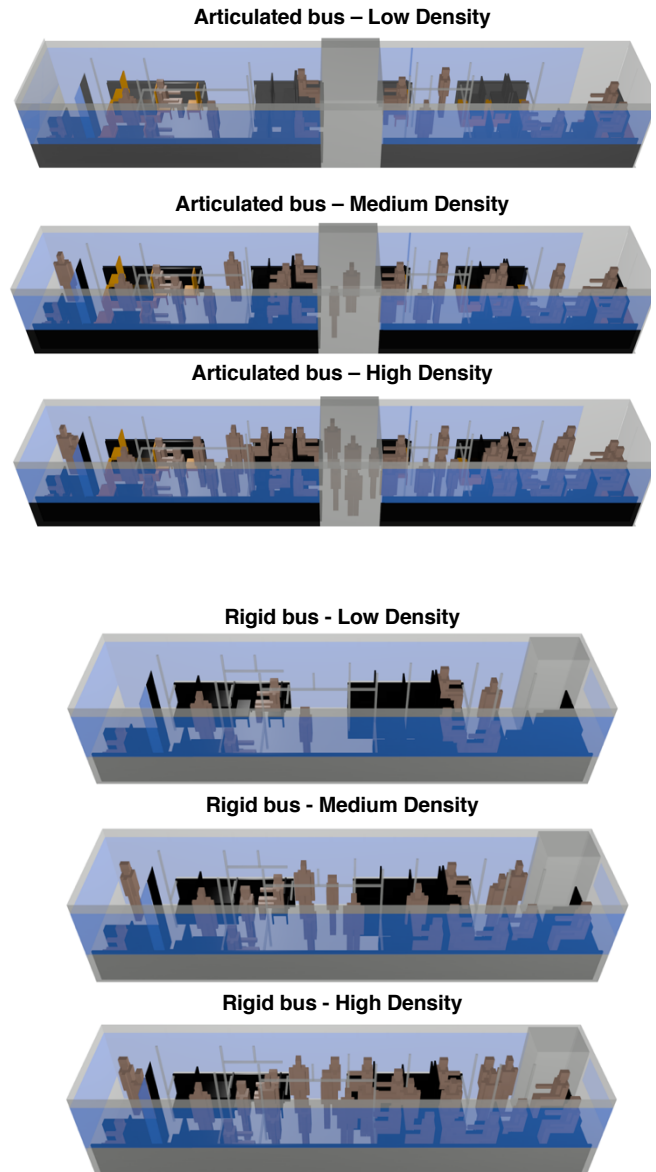 Articulated bus – Low Density
Articulated bus – Medium Density
Articulated bus – High Density
Rigid bus - Low Density
Rigid bus - Medium Density
Rigid bus - High Density